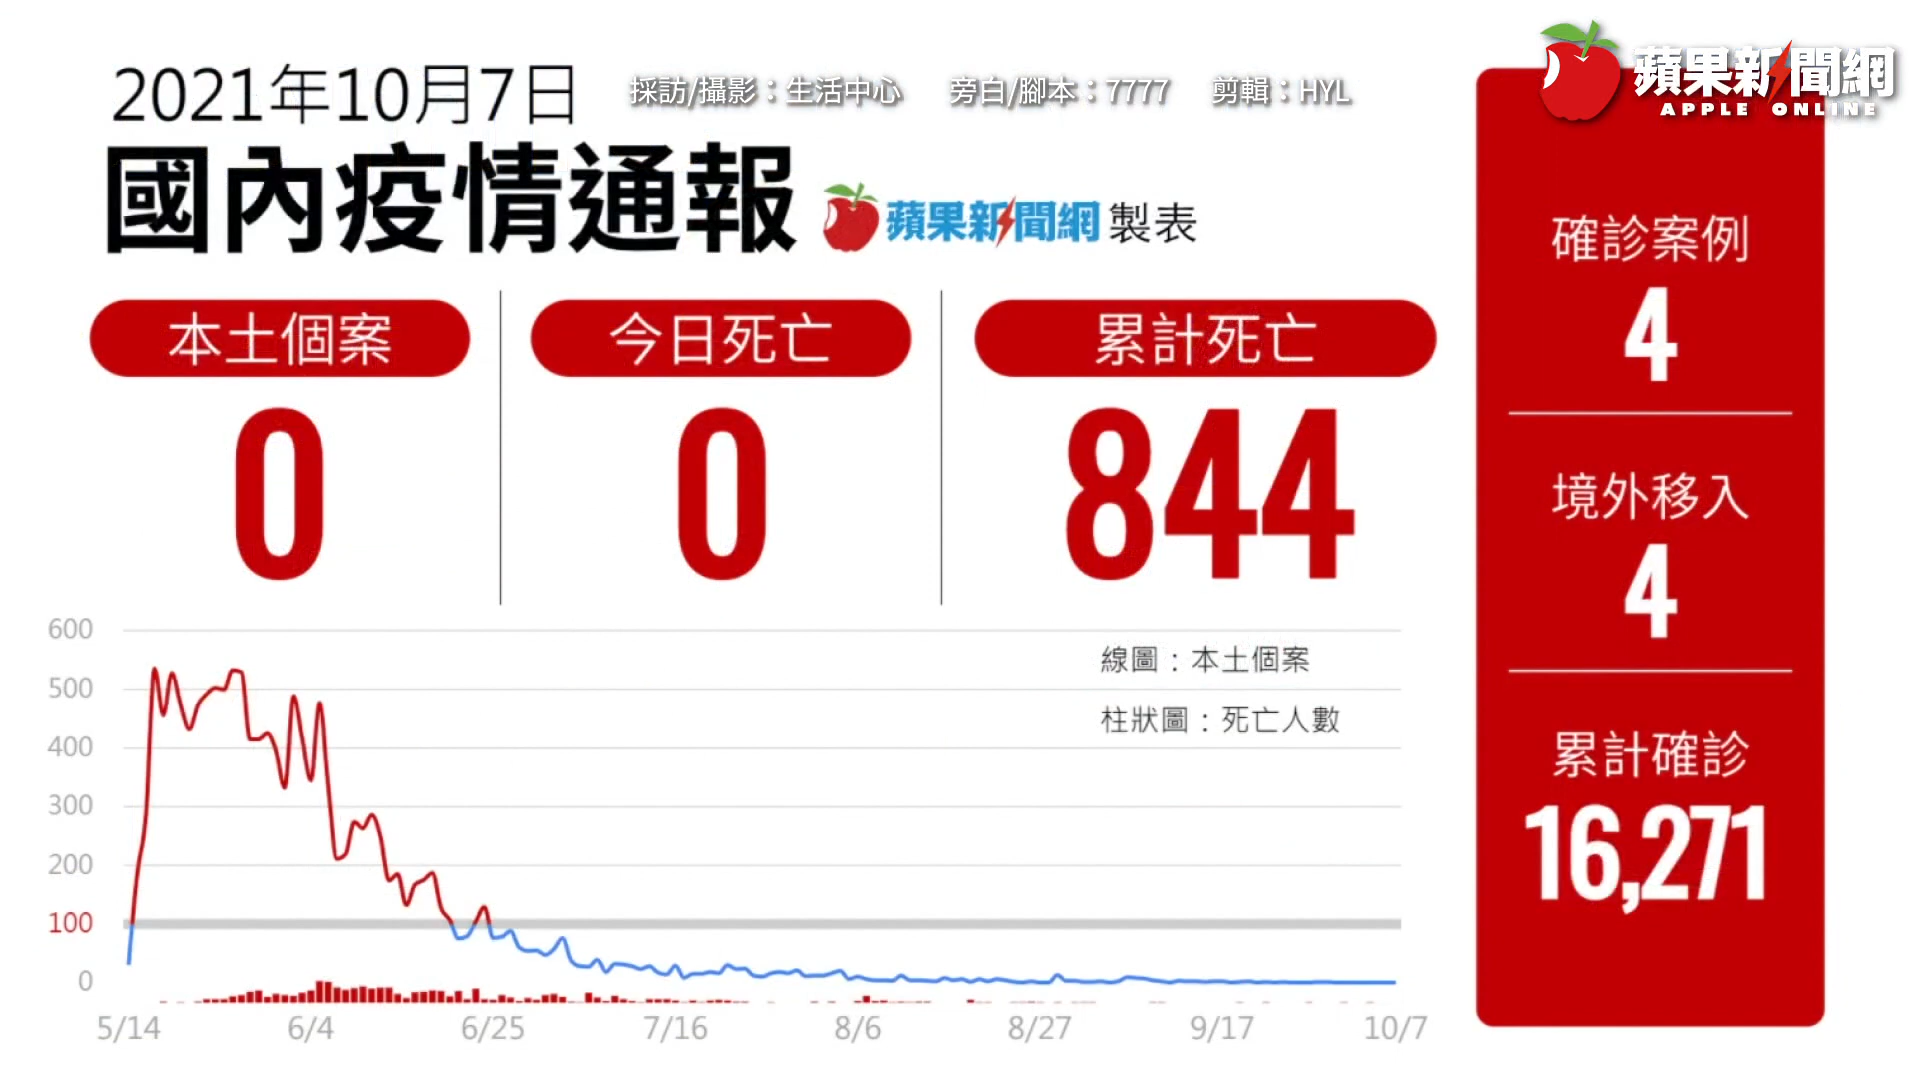 2021年10月7日
採訪/攝影：生活中心 旁白/腳本：7777 剪輯：HYL
蘋果新聞網
APPLE ONLINE
國內疫情通報
蘋果新聞網 製表
本土個案
0
今日死亡
0
累計死亡
844
確診案例
4
境外移入
4
累計確診
16,271
線圖：本土個案
柱狀圖：死亡人數
600
500
400
300
200
100
0
5/14 6/4 6/25 7/16 8/6 8/27 9/17 10/7